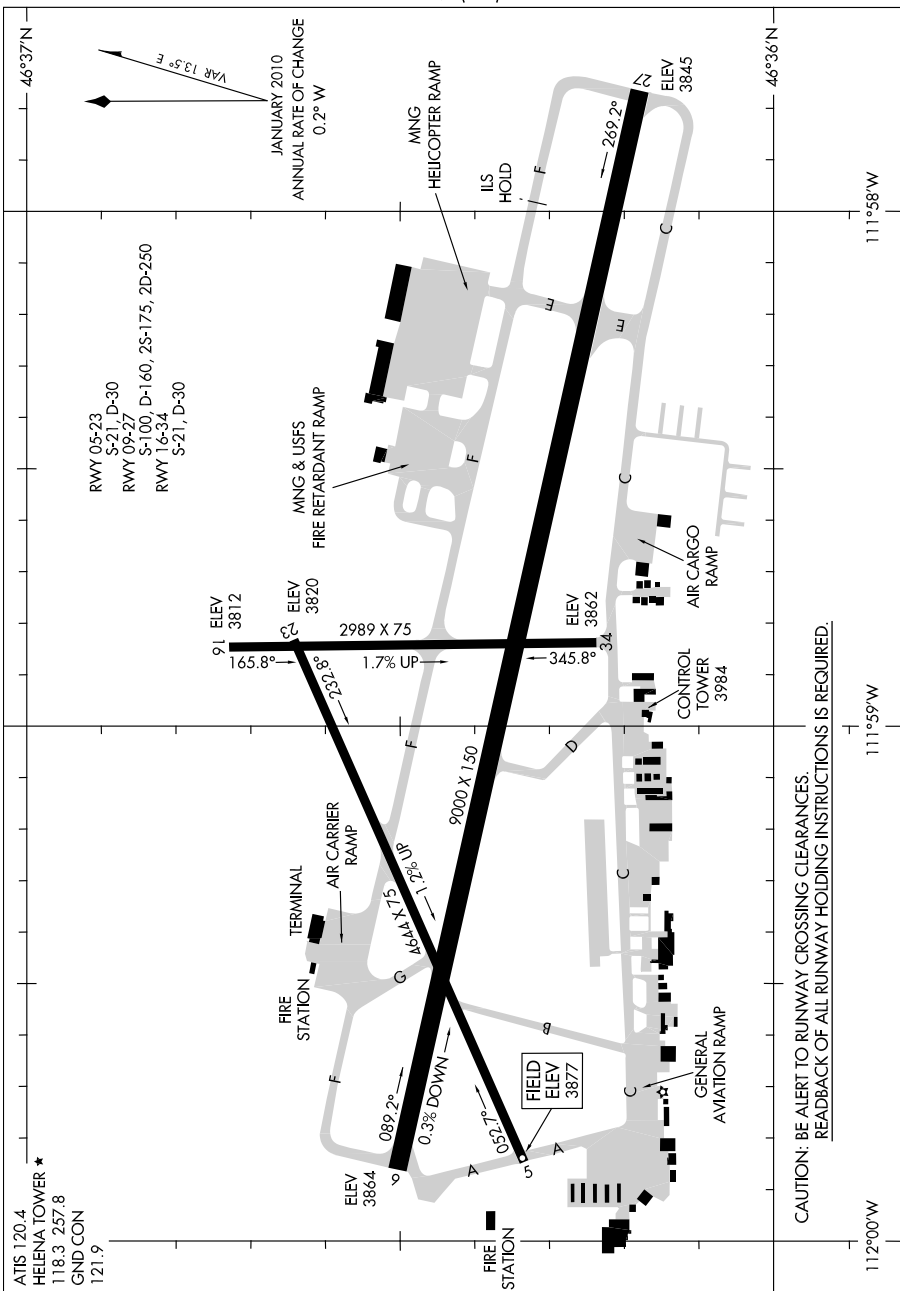 ATIS 120.4
HELENA TOWER ★
118.3 257.8
GND CON
121.9
46°37'N
VAR 13.5° E
JANUARY 2010
ANNUAL RATE OF CHANGE
0.2° W
RWY 05-23
S-21, D-30
RWY 09-27
S-100, D-160, 2S-175, 2D-250
RWY 16-34
S-21, D-30
MNG
HELICOPTER RAMP
ILS
HOLD
F
269.2°
27
ELEV
3845
46°36'N
MNG & USFS
FIRE RETARDANT RAMP
F
E
E
C
111°58'W
ELEV
3812
16
165.8°
ELEV
3820
23
232.8°
2989 X 75
1.7% UP
345.8°
ELEV
3862
34
C
AIR CARGO
RAMP
CONTROL
TOWER
3984
111°59'W
F
D
9000 X 150
TERMINAL
AIR CARRIER
RAMP
FIRE
STATION
4644 X 75
1.2% UP
G
F
C
B
089.2°
0.3% DOWN
ELEV
3864
9
052.7°
5
FIELD
ELEV
3877
A
A
C
GENERAL
AVIATION RAMP
FIRE
STATION
112°00'W
CAUTION: BE ALERT TO RUNWAY CROSSING CLEARANCES.
READBACK OF ALL RUNWAY HOLDING INSTRUCTIONS IS REQUIRED.